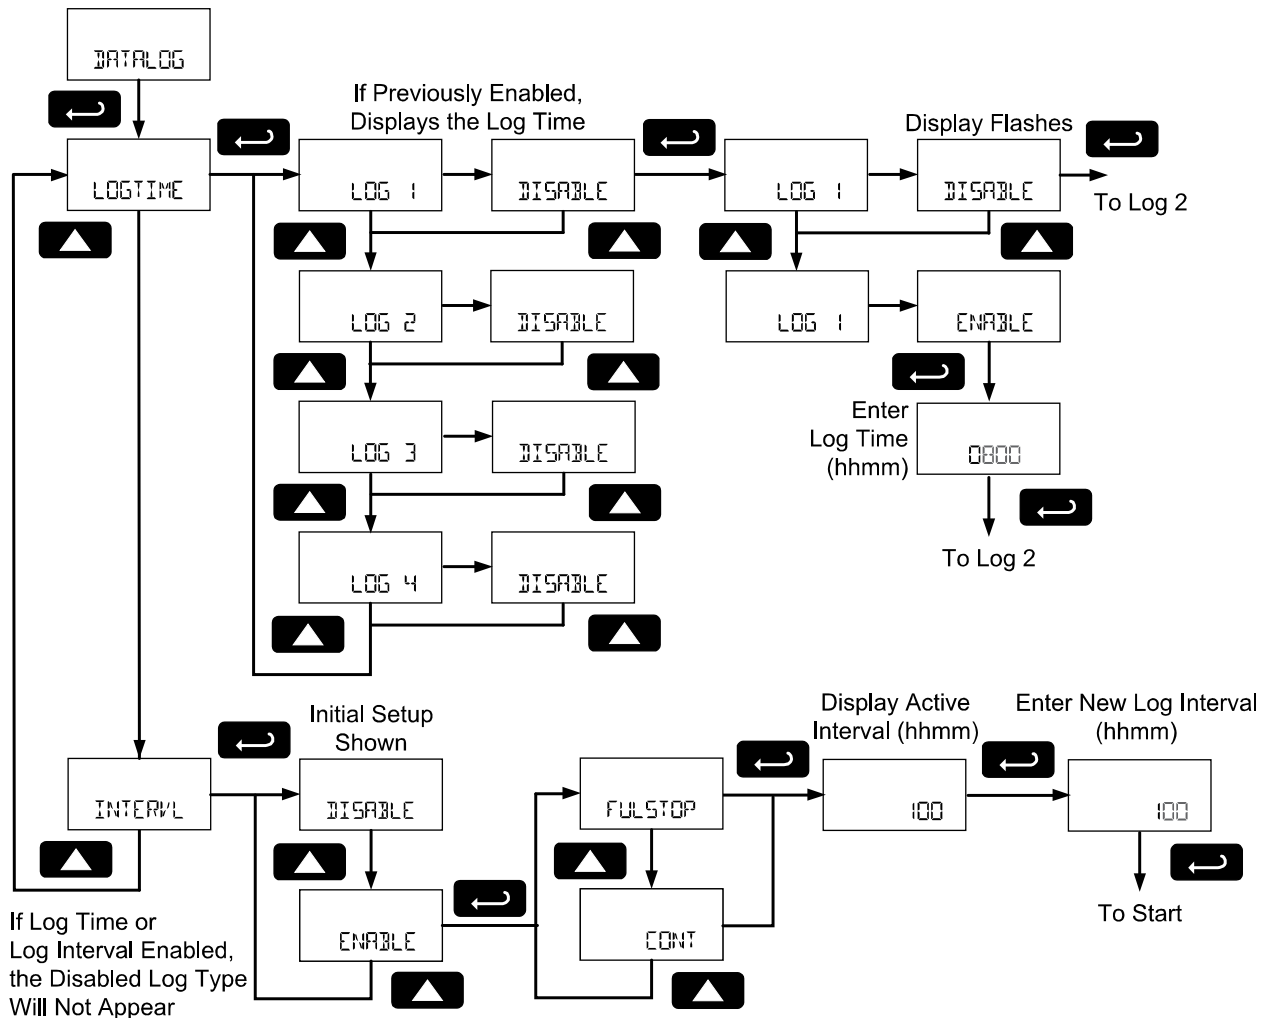 DATALOG
If Previously Enabled,
Displays the Log Time
Display Flashes
LOGTIME
LOG 1
DISABLE
LOG 1
DISABLE
To Log 2
LOG 2
DISABLE
LOG 1
ENABLE
LOG 3
DISABLE
Enter
Log Time
(hhmm)
0800
LOG 4
DISABLE
To Log 2
Initial Setup
Shown
Display Active
Interval (hhmm)
Enter New Log Interval
(hhmm)
INTERVL
DISABLE
FULSTOP
100
100
ENABLE
CONT
To Start
If Log Time or
Log Interval Enabled,
the Disabled Log Type
Will Not Appear